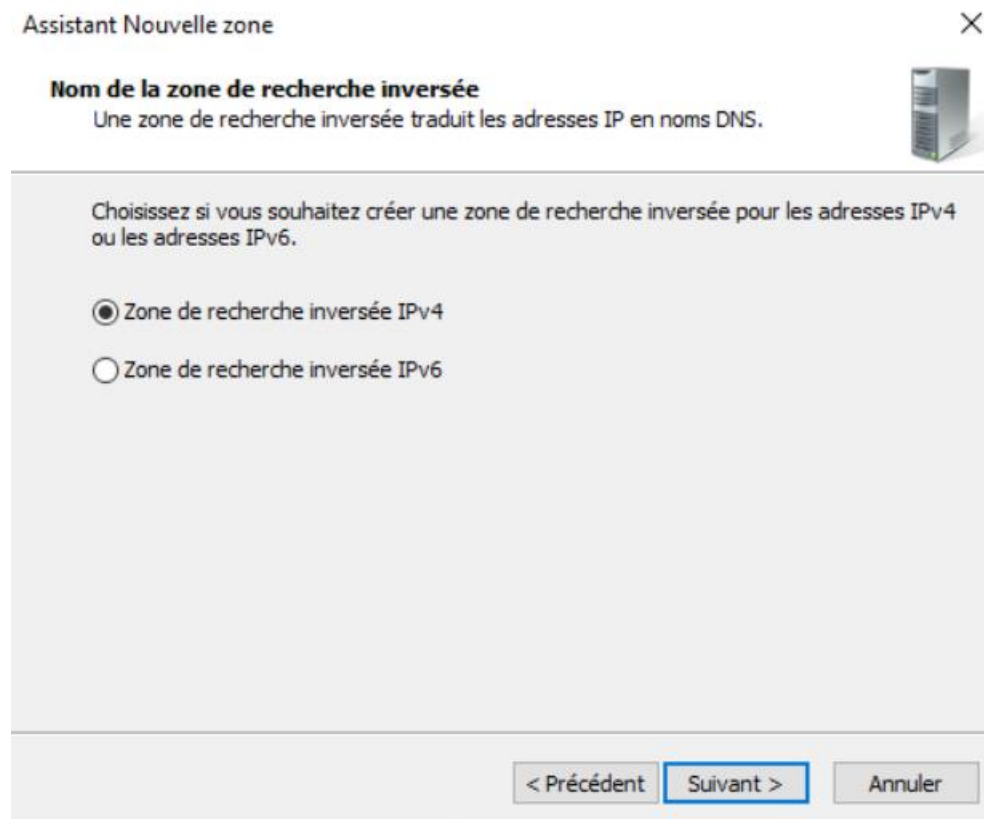 Assistant Nouvelle zone
Nom de la zone de recherche inversée
Une zone de recherche inversée traduit les adresses IP en noms DNS.
Choisissez si vous souhaitez créer une zone de recherche inversée pour les adresses IPv4
ou les adresses IPv6.
Zone de recherche inversée IPv4
Zone de recherche inversée IPv6
< Précédent Suivant > Annuler